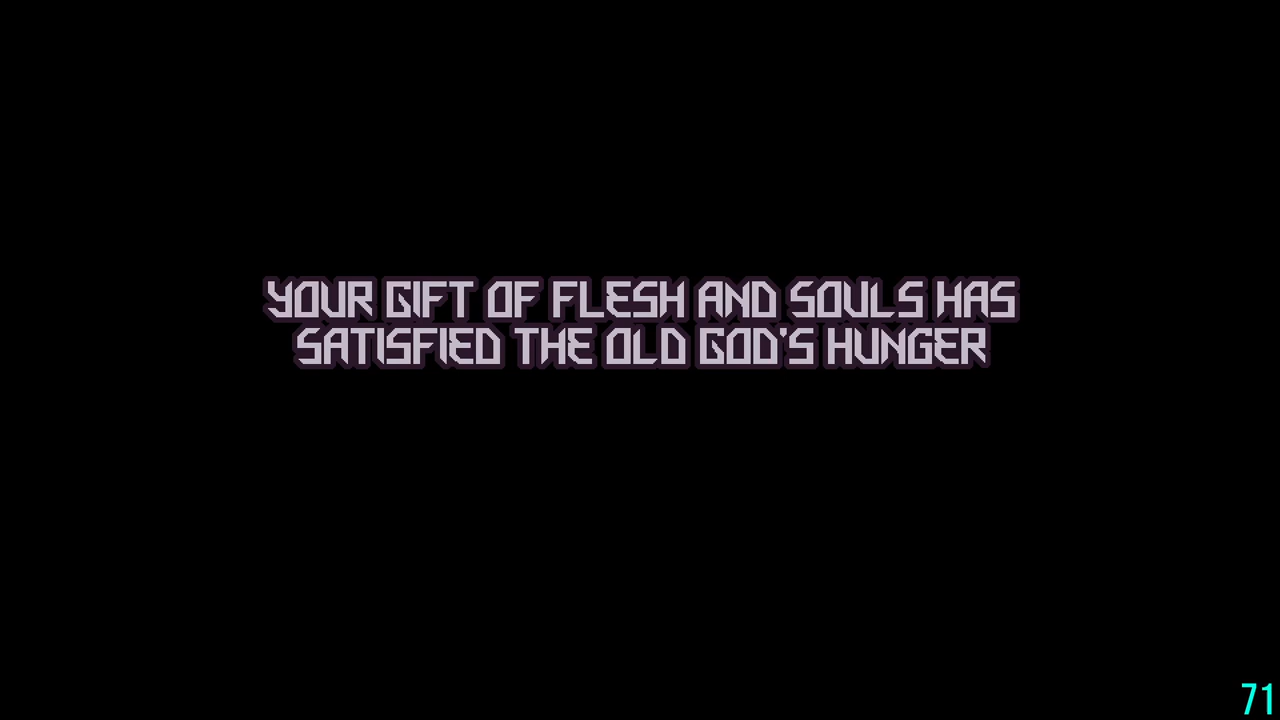 YOUR GIFT OF FLESH AND SOULS HAS
SATISFIED THE OLD GOD'S HUNGER
71